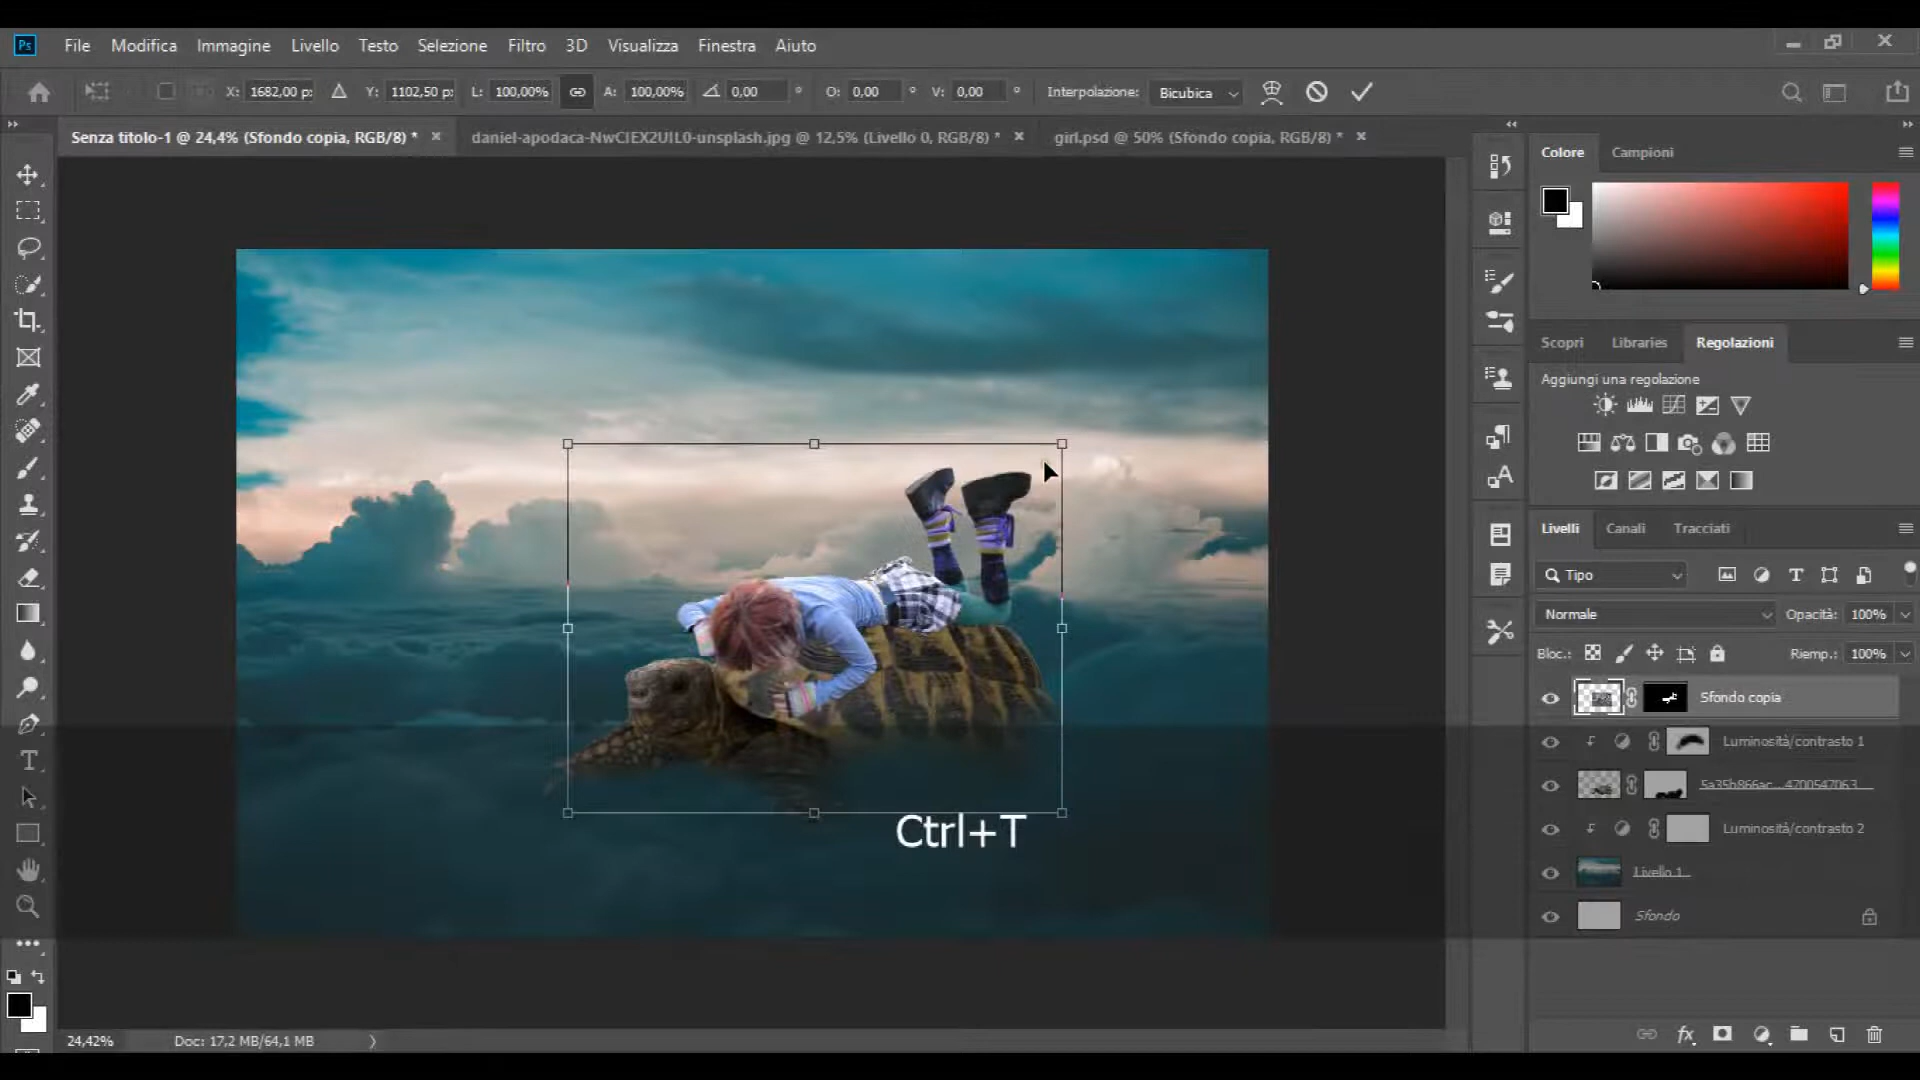 Ps File Modifica Immagine Livello Testo Selezione Filtro 3D Visualizza Finestra Aiuto
X: 1682,00 p: Y: 1102,50 p: L: 100,00% A: 100,00% 0,00 ° O: 0,00 ° V: 0,00 ° Interpolazione: Bicubica
Senza titolo-1 @ 24,4% (Sfondo copia, RGB/8) * daniel-apodaca-NwCIEX2UIL0-unsplash.jpg @ 12,5% (Livello 0, RGB/8) * girl.psd @ 50% (Sfondo copia, RGB/8) *
Colore Campioni
Scopri Libraries Regolazioni
Aggiungi una regolazione
Livelli Canali Tracciati
Tipo
Normale Opacità: 100%
Bloc.: Riemp.: 100%
Sfondo copia
Luminosità/contrasto 1
5a35b866ac...4700547063
Luminosità/contrasto 2
Livello 1
Sfondo
Ctrl+T
24,42% Doc: 17,2 MB/64,1 MB